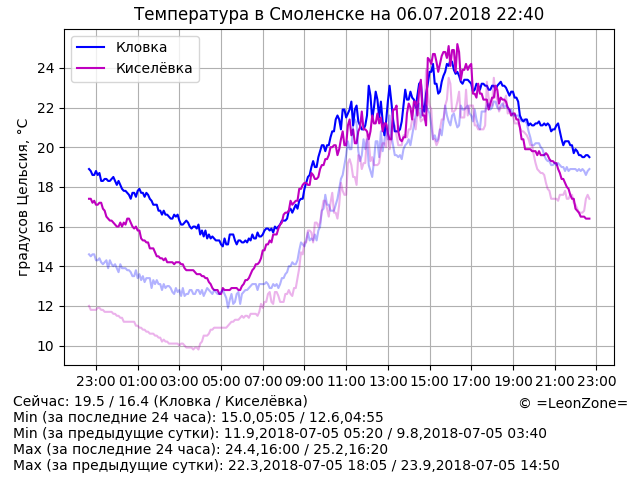 Температура в Смоленске на 06.07.2018 22:40
Кловка
Киселёвка
градусов Цельсия, °C
24
22
20
18
16
14
12
10
23:00 01:00 03:00 05:00 07:00 09:00 11:00 13:00 15:00 17:00 19:00 21:00 23:00
Сейчас: 19.5 / 16.4 (Кловка / Киселёвка)
© =LeonZone=
Min (за последние 24 часа): 15.0,05:05 / 12.6,04:55
Min (за предыдущие сутки): 11.9,2018-07-05 05:20 / 9.8,2018-07-05 03:40
Max (за последние 24 часа): 24.4,16:00 / 25.2,16:20
Max (за предыдущие сутки): 22.3,2018-07-05 18:05 / 23.9,2018-07-05 14:50